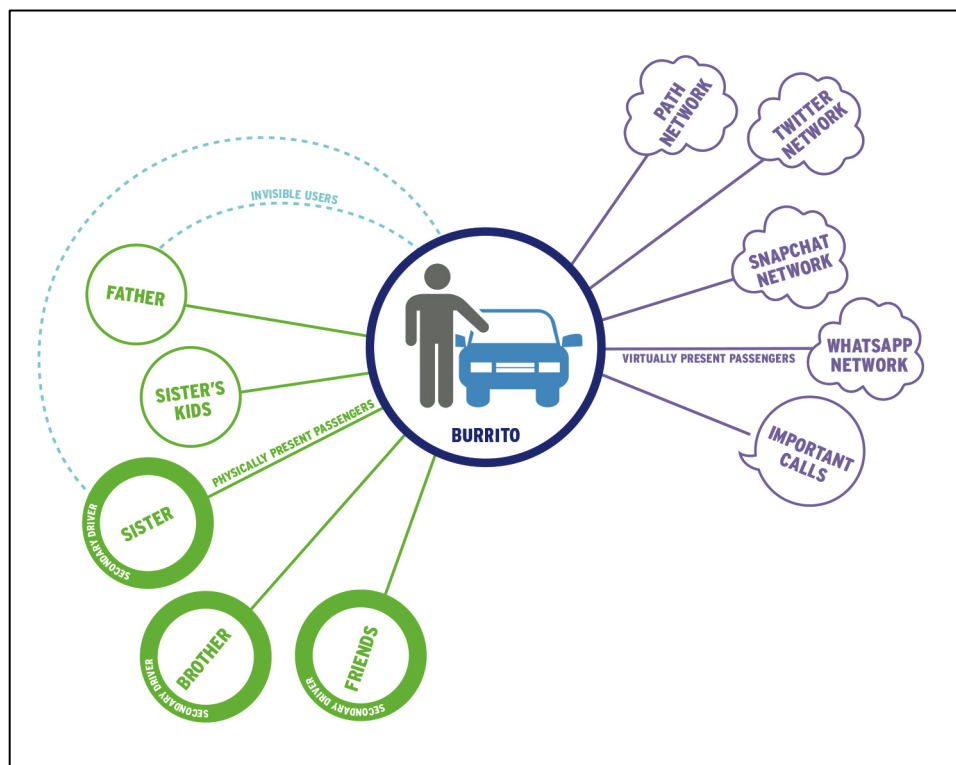 PATH
NETWORK
TWITTER
NETWORK
INVISIBLE USERS
SNAPCHAT
NETWORK
FATHER
VIRTUALLY PRESENT PASSENGERS
WHATSAPP
NETWORK
SISTER'S
KIDS
BURRITO
PHYSICALLY PRESENT PASSENGERS
IMPORTANT
CALLS
SISTER
SECONDARY DRIVER
BROTHER
SECONDARY DRIVER
FRIENDS
SECONDARY DRIVER